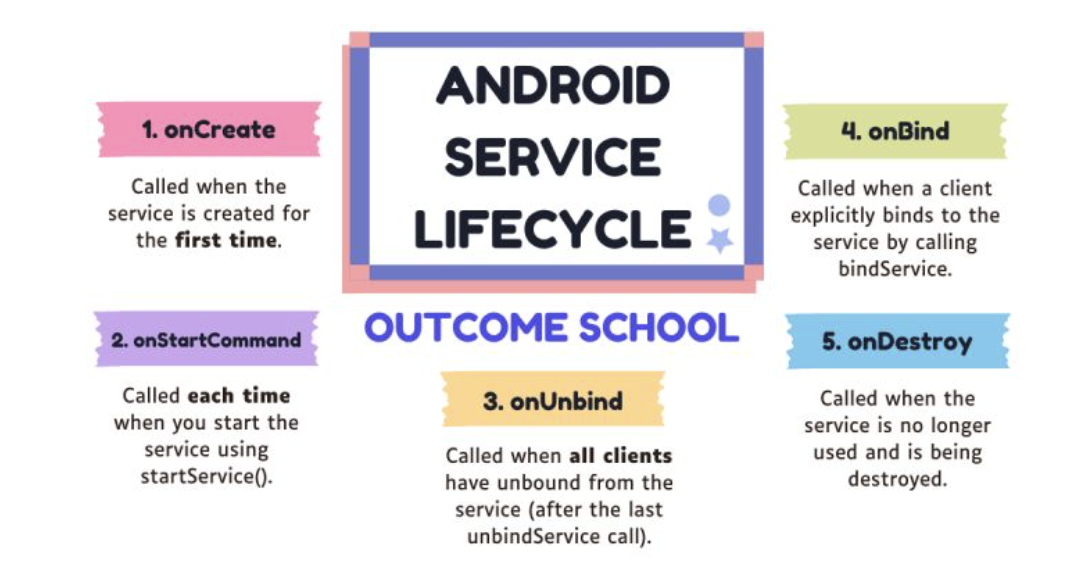 ANDROID
SERVICE
LIFECYCLE
OUTCOME SCHOOL
1. onCreate
Called when the
service is created for
the first time.
2. onStartCommand
Called each time
when you start the
service using
startService().
3. onUnbind
Called when all clients
have unbound from the
service (after the last
unbindService call).
4. onBind
Called when a client
explicitly binds to the
service by calling
bindService.
5. onDestroy
Called when the
service is no longer
used and is being
destroyed.